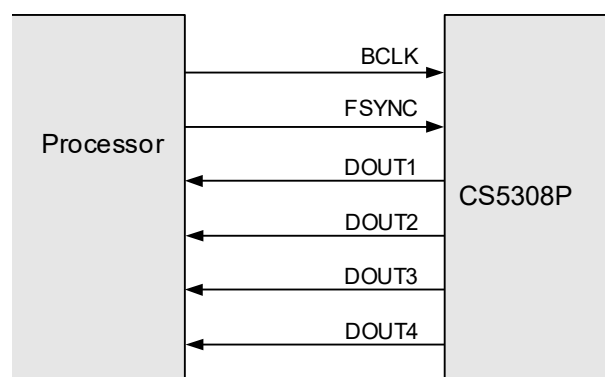 BCLK
FSYNC
Processor
DOUT1
CS5308P
DOUT2
DOUT3
DOUT4